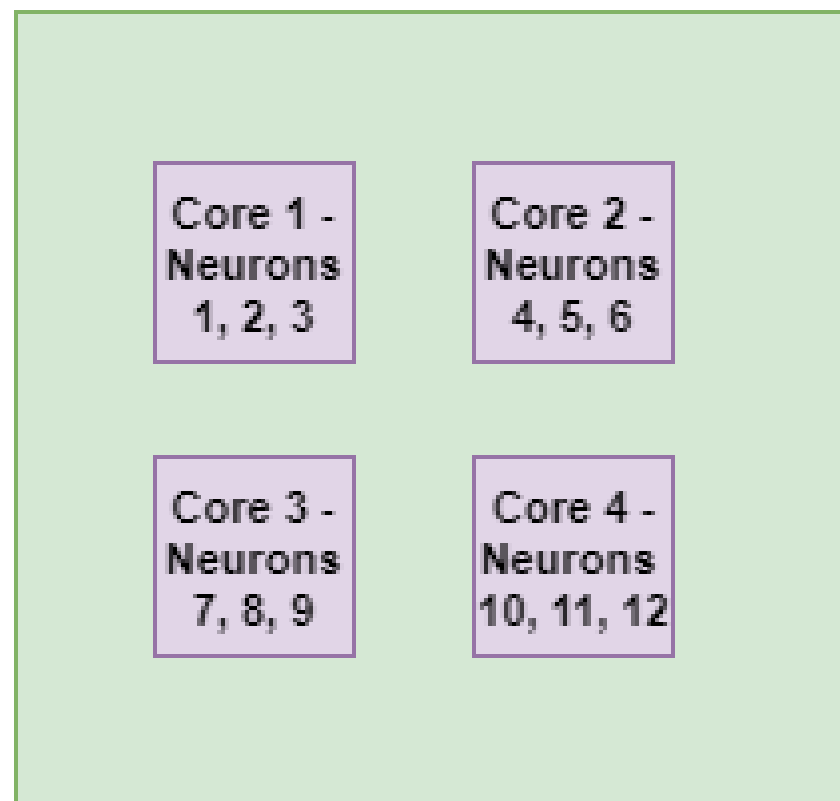 Core 1 -
Neurons
1, 2, 3
Core 2 -
Neurons
4, 5, 6
Core 3 -
Neurons
7, 8, 9
Core 4 -
Neurons
10, 11, 12